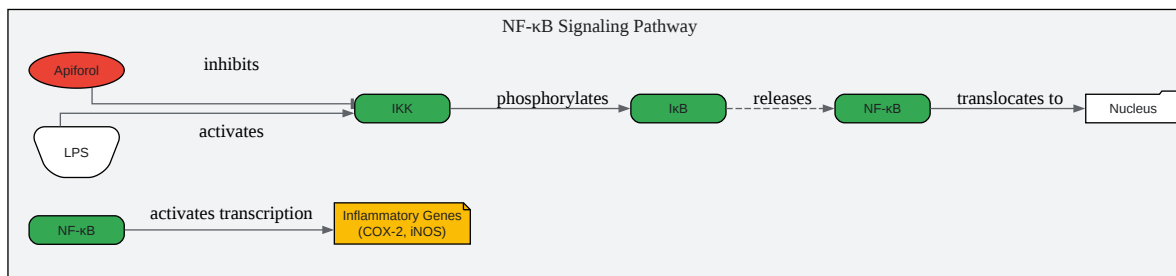 NF-κB Signaling Pathway
Apiforol
inhibits
IKK
phosphorylates
IκB
releases
NF-κB
translocates to
Nucleus
activates
LPS
NF-κB
activates transcription
Inflammatory Genes
(COX-2, iNOS)